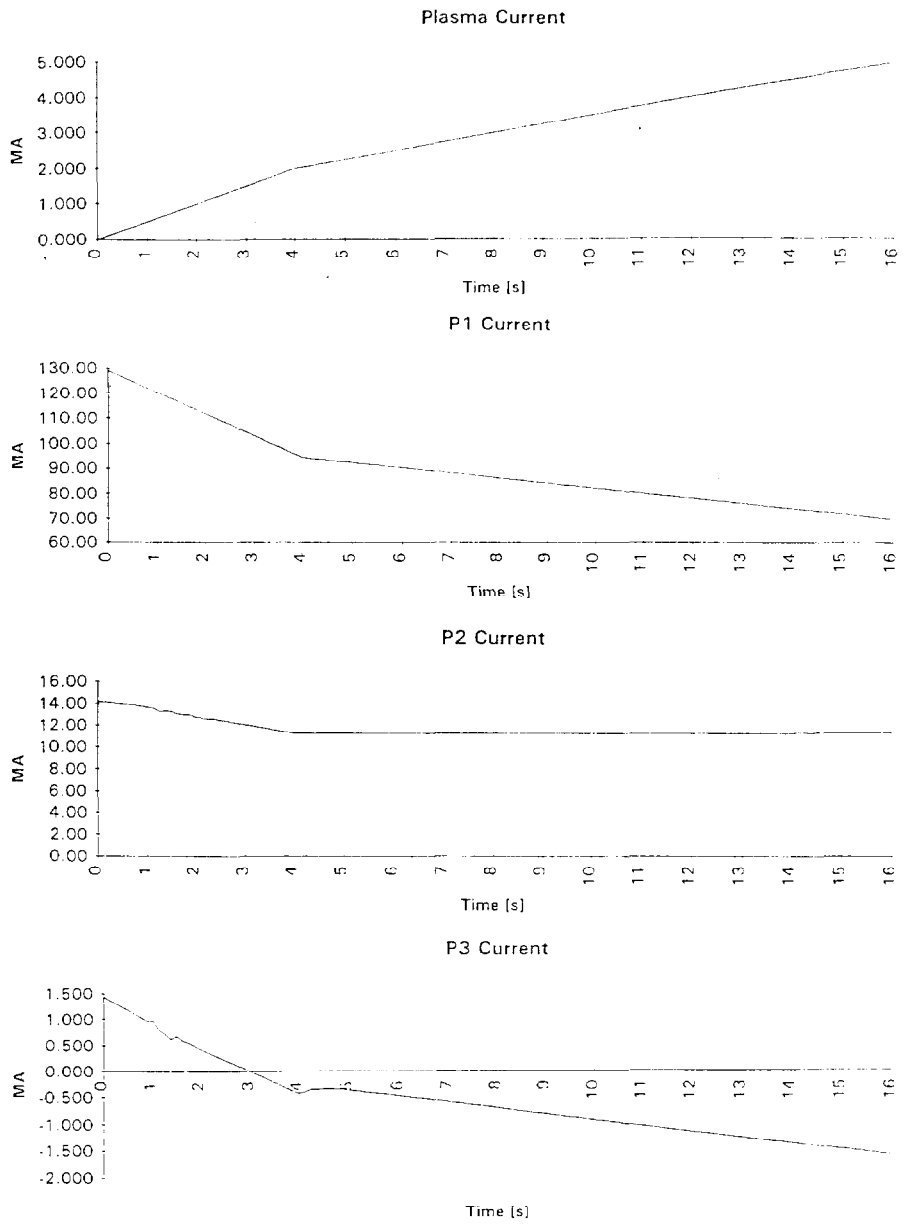 Plasma Current
5.000
4.000
3.000
2.000
1.000
0.000
MA
0 1 2 3 4 5 6 7 8 9 10 11 12 13 14 15 16
Time [s]
P1 Current
130.00
120.00
110.00
100.00
90.00
80.00
70.00
60.00
MA
0 1 2 3 4 5 6 7 8 9 10 11 12 13 14 15 16
Time [s]
P2 Current
16.00
14.00
12.00
10.00
8.00
6.00
4.00
2.00
0.00
MA
0 1 2 3 4 5 6 7 8 9 10 11 12 13 14 15 16
Time [s]
P3 Current
1.500
1.000
0.500
0.000
-0.500
-1.000
-1.500
-2.000
MA
0 1 2 3 4 5 6 7 8 9 10 11 12 13 14 15 16
Time [s]